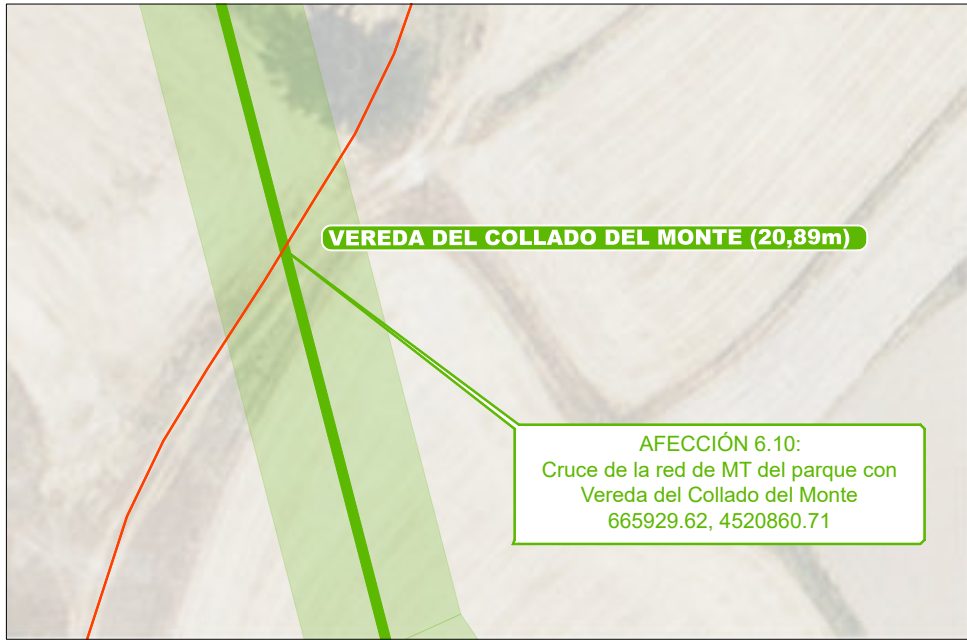 VEREDA DEL COLLADO DEL MONTE (20,89m)
AFECCIÓN 6.10:
Cruce de la red de MT del parque con
Vereda del Collado del Monte
665929.62, 4520860.71